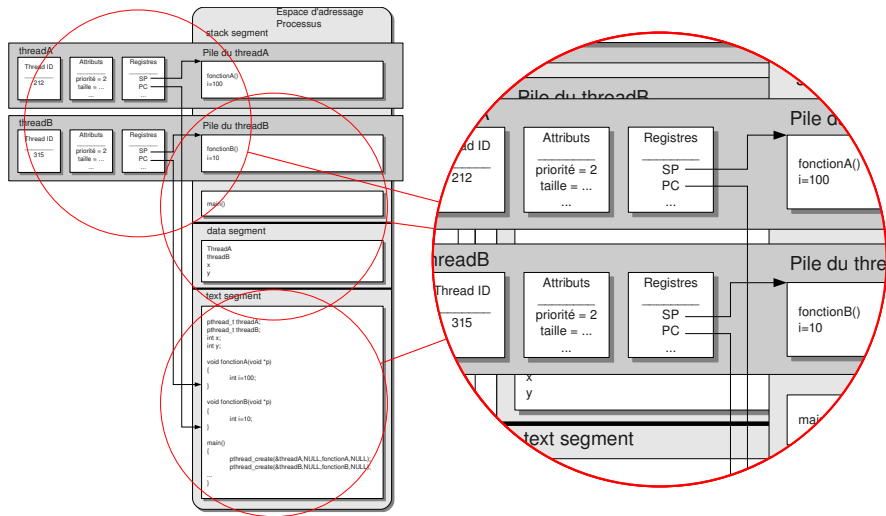 Espace d'adressage
Processus
stack segment
threadA
Thread ID
212
Attributs
priorité = 2
taille = ...
...
Registres
SP
PC
...
Pile du threadA
fonctionA()
i=100
threadB
Thread ID
315
Attributs
priorité = 2
taille = ...
...
Registres
SP
PC
...
Pile du threadB
fonctionB()
i=10
main()
data segment
ThreadA
threadB
x
y
text segment
pthread_t threadA;
pthread_t threadB;
int x;
int y;
void fonctionA(void *p)
{
int i=100;
}
void fonctionB(void *p)
{
int i=10;
}
main()
{
pthread_create(&threadA,NULL,fonctionA,NULL);
pthread_create(&threadB,NULL,fonctionB,NULL);
...
}
Pile du threadB
A
ad ID
212
Attributs
priorité = 2
taille = ...
...
Registres
SP
PC
...
Pile du
fonctionA()
i=100
hreadB
Thread ID
315
Attributs
priorité = 2
taille = ...
...
Registres
SP
PC
...
Pile du thre
fonctionB()
i=10
x
y
main
text segment